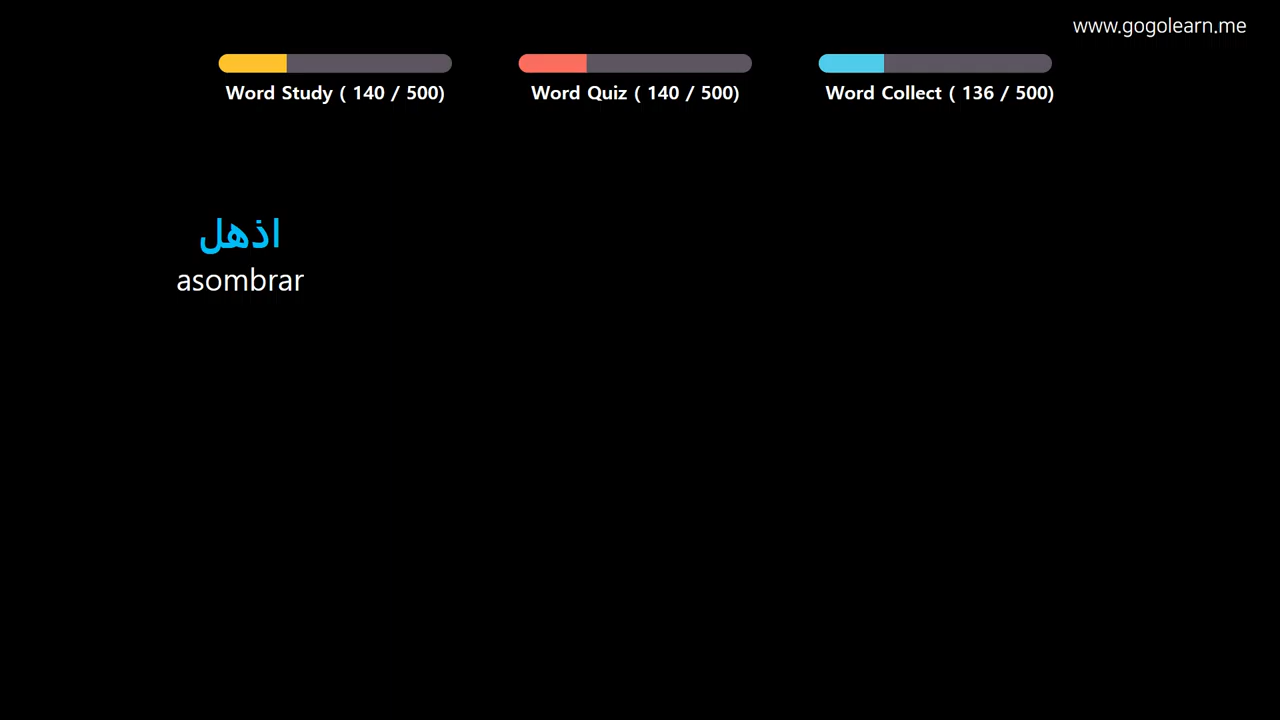 www.gogolearn.me
Word Study ( 140 / 500)
Word Quiz ( 140 / 500)
Word Collect ( 136 / 500)
اذهل
asombrar